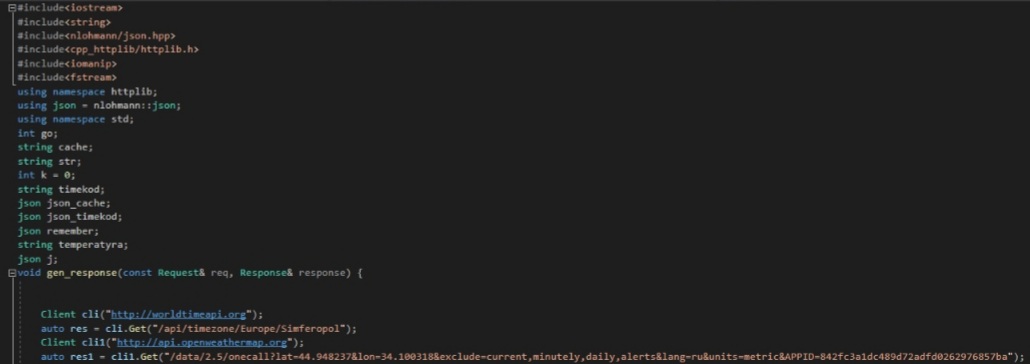 #include<iostream>
#include<string>
#include<nlohmann/json.hpp>
#include<cpp_httplib/httplib.h>
#include<iomanip>
#include<fstream>
using namespace httplib;
using json = nlohmann::json;
using namespace std;
int go;
string cache;
string str;
int k = 0;
string timekod;
json json_cache;
json json_timekod;
json remember;
string temperatyra;
json j;
void gen_response(const Request& req, Response& response) {
Client cli("http://worldtimeapi.org");
auto res = cli.Get("/api/timezone/Europe/Simferopol");
Client cli1("http://api.openweathermap.org");
auto res1 = cli1.Get("/data/2.5/onecall?lat=44.948237&lon=34.100318&exclude=current,minutely,daily,alerts&lang=ru&units=metric&APPID=842fc3a1dc489d72adfd0262976857ba");